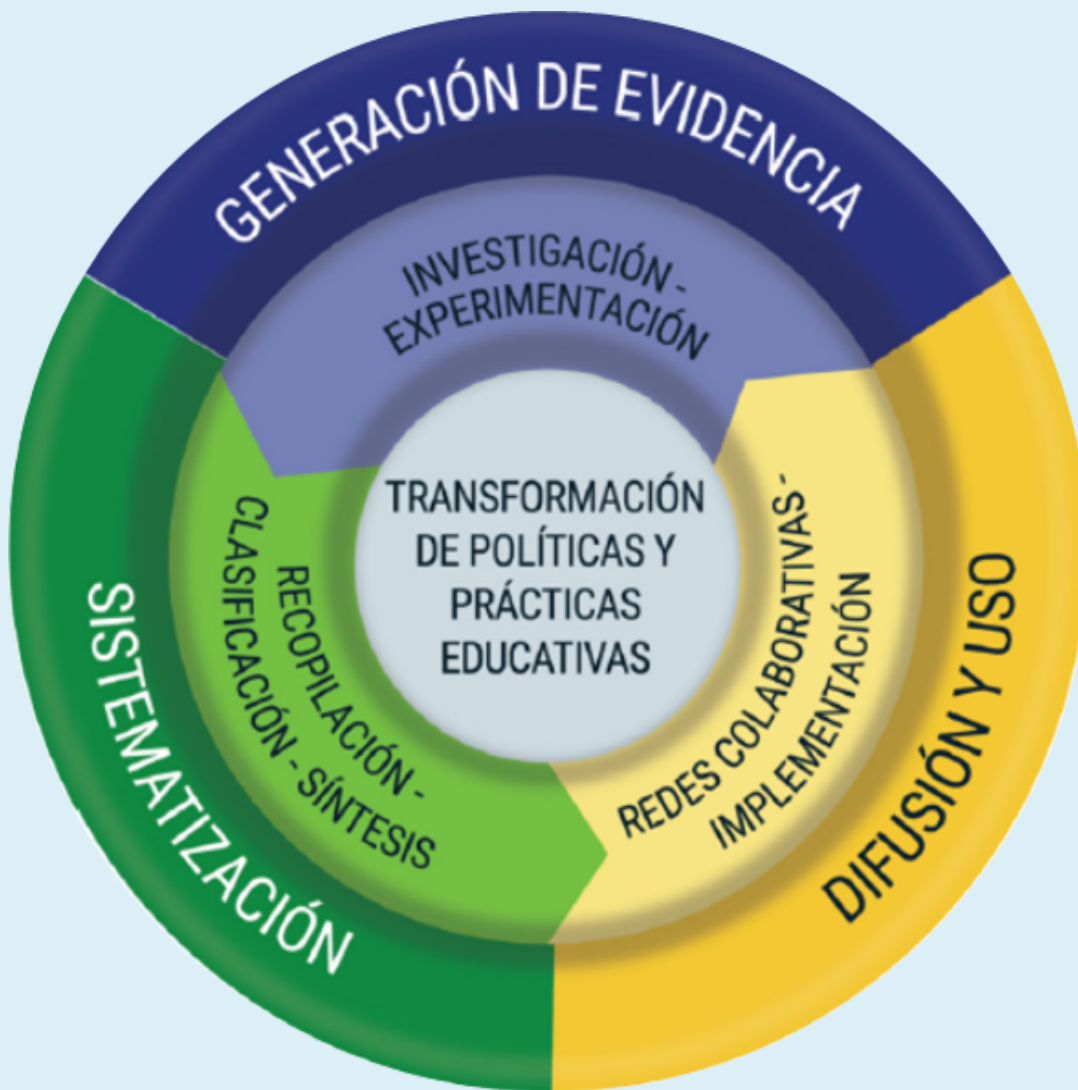 GENERACIÓN DE EVIDENCIA
INVESTIGACIÓN -
EXPERIMENTACIÓN
TRANSFORMACIÓN
DE POLÍTICAS Y
PRÁCTICAS
EDUCATIVAS
REDES COLABORATIVAS -
IMPLEMENTACIÓN
DIFUSIÓN Y USO
RECOPILACIÓN -
CLASIFICACIÓN - SÍNTESIS
SISTEMATIZACIÓN